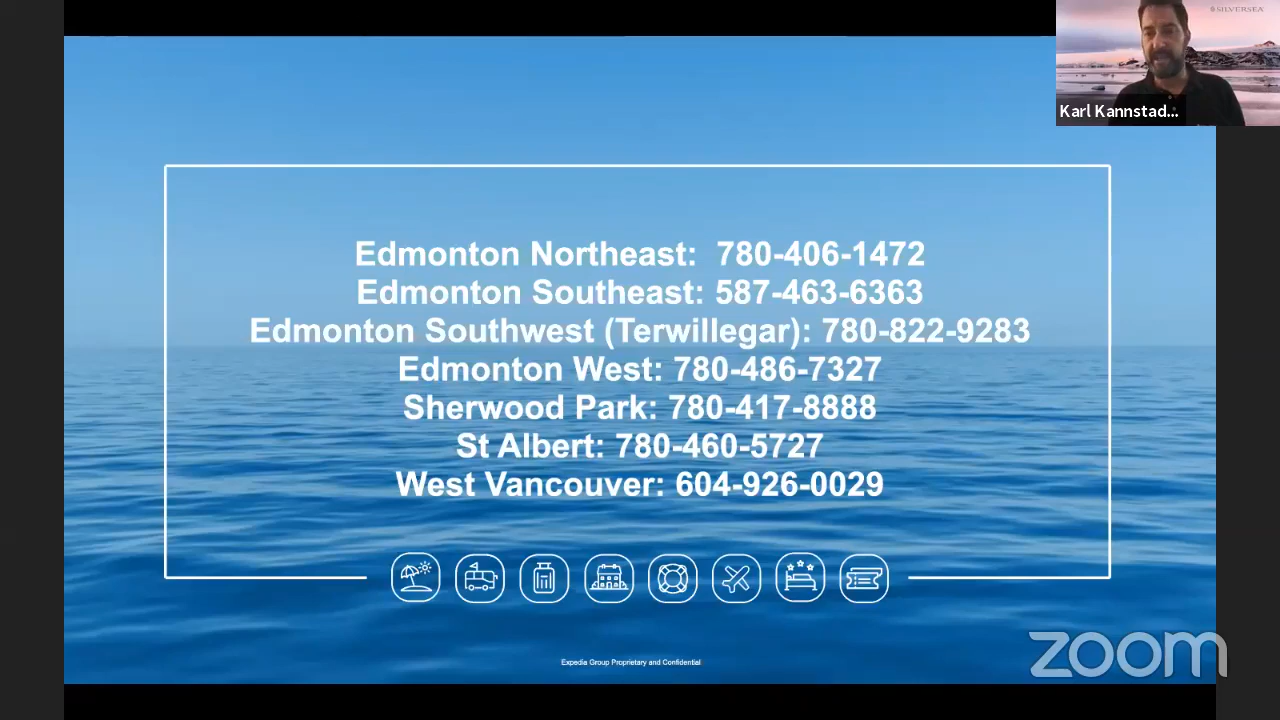 SILVERSEA
Karl Kannstad...
Edmonton Northeast: 780-406-1472
Edmonton Southeast: 587-463-6363
Edmonton Southwest (Terwillegar): 780-822-9283
Edmonton West: 780-486-7327
Sherwood Park: 780-417-8888
St Albert: 780-460-5727
West Vancouver: 604-926-0029
Expedia Group Proprietary and Confidential
zoom